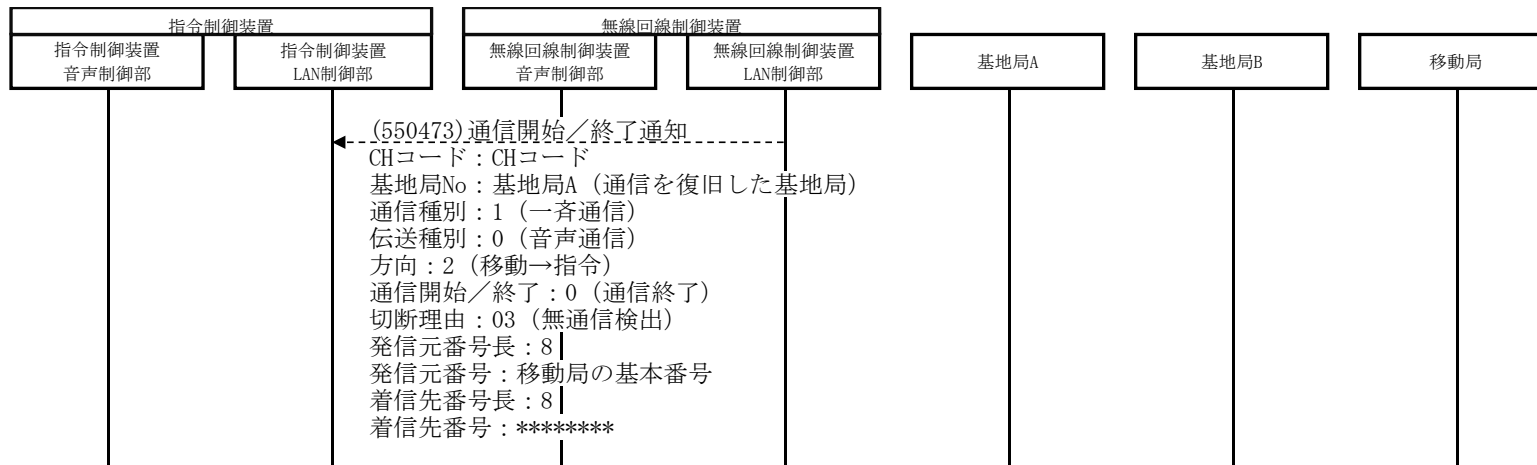 指令制御装置
無線回線制御装置
指令制御装置
音声制御部
指令制御装置
LAN制御部
無線回線制御装置
音声制御部
無線回線制御装置
LAN制御部
基地局A
基地局B
移動局
(550473)通信開始／終了通知
CHコード：CHコード
基地局No：基地局A（通信を復旧した基地局）
通信種別：1（一斉通信）
伝送種別：0（音声通信）
方向：2（移動→指令）
通信開始／終了：0（通信終了）
切断理由：03（無通信検出）
発信元番号長：8
発信元番号：移動局の基本番号
着信先番号長：8
着信先番号：********